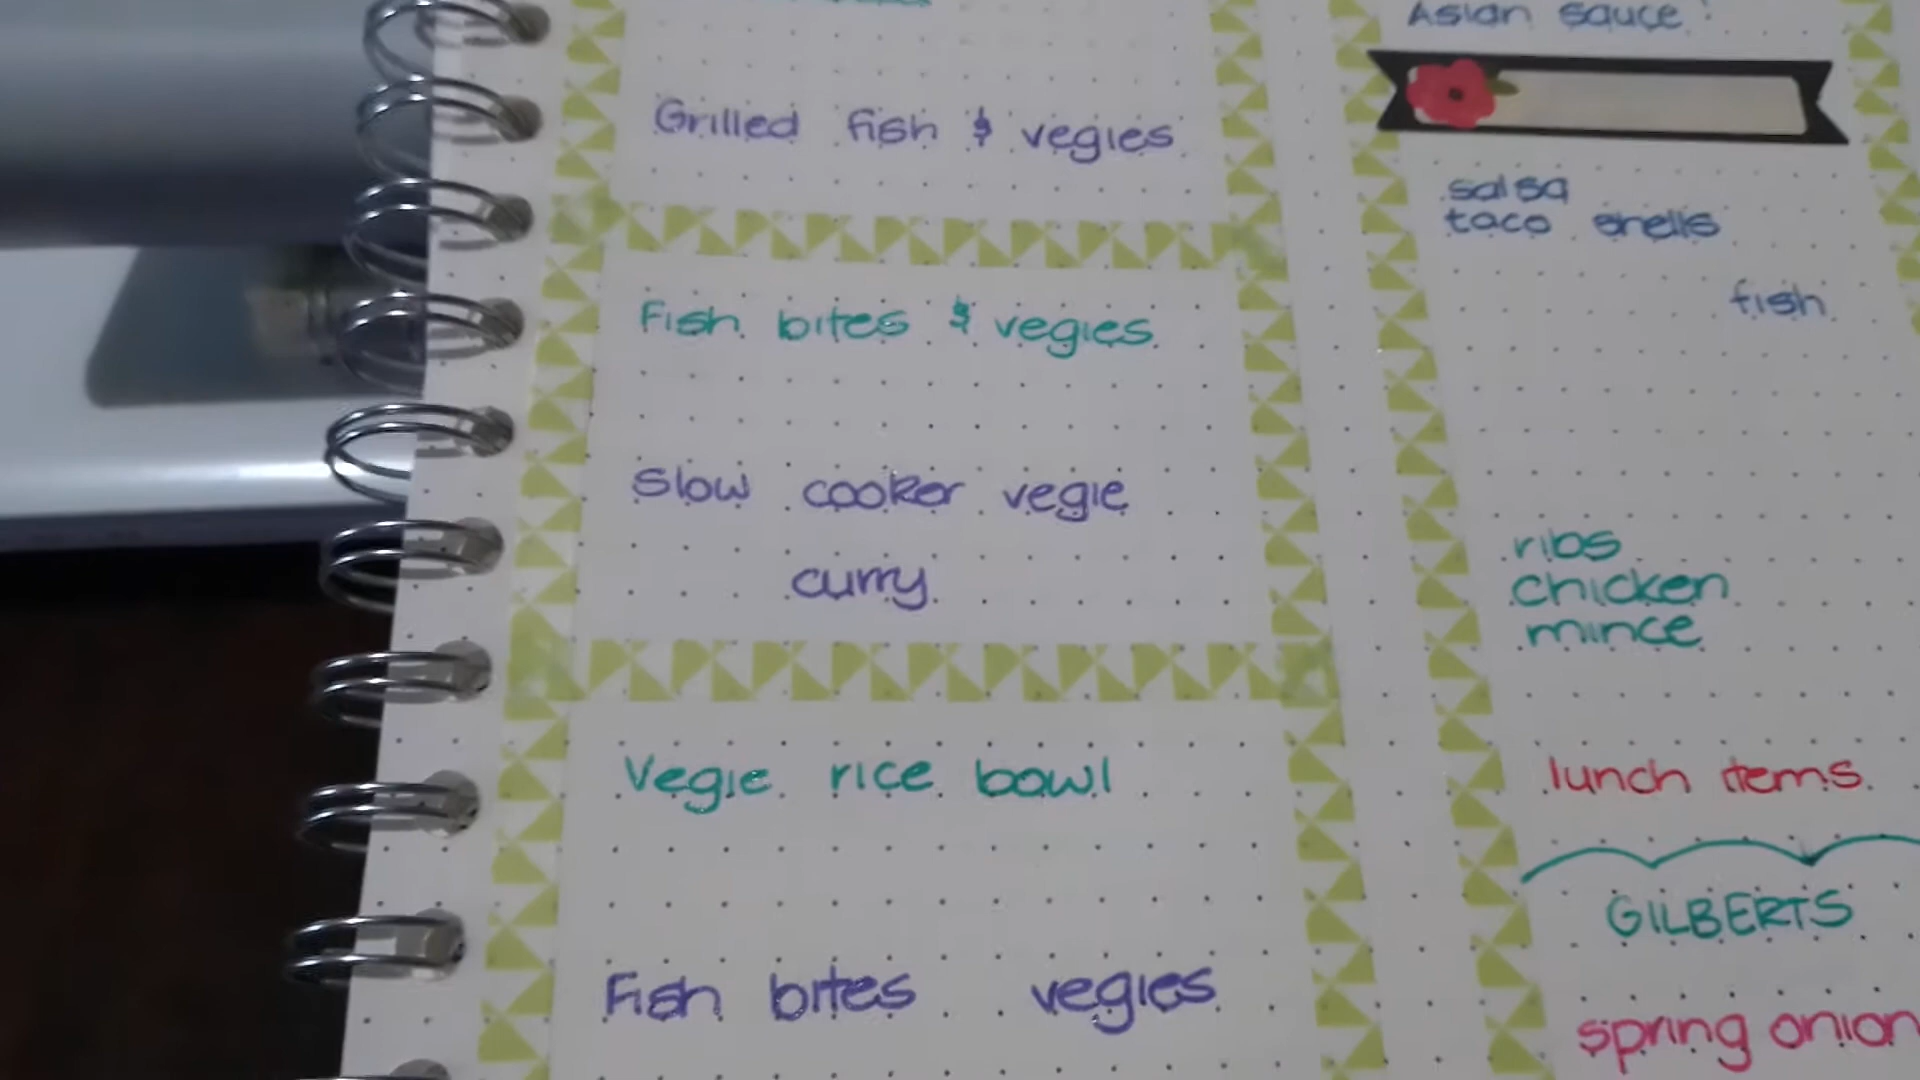 Grilled fish & vegies
Fish bites & vegies
Slow cooker vegie
curry
Vegie rice bowl
Fish bites vegies
Asian sauce
salsa
taco shells
fish
ribs
chicken
mince
lunch items
GILBERTS
spring onion